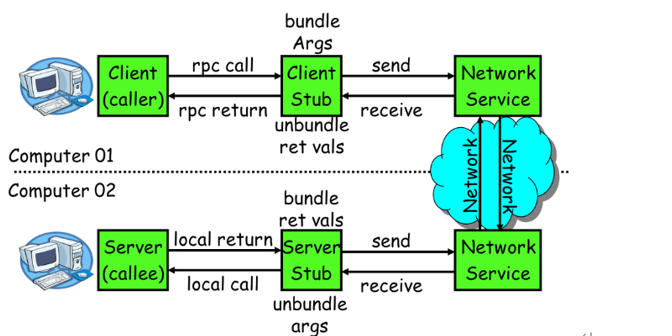 bundle
Args
Client
(caller)
rpc call
rpc return
Client
Stub
send
receive
Network
Service
unbundle
ret vals
Computer 01
Network
Network
Computer 02
bundle
ret vals
Server
(callee)
local return
local call
Server
Stub
send
receive
Network
Service
unbundle
args